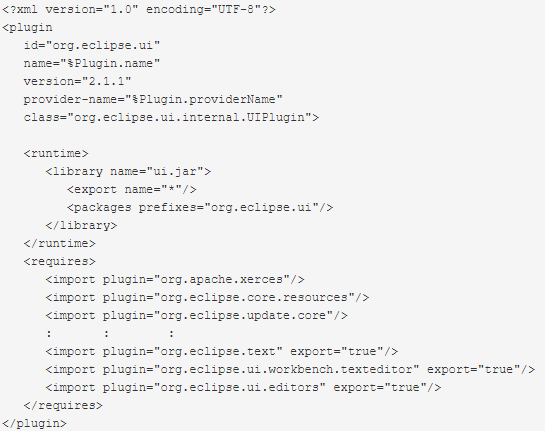 <?xml version="1.0" encoding="UTF-8"?>
<plugin
   id="org.eclipse.ui"
   name="%Plugin.name"
   version="2.1.1"
   provider-name="%Plugin.providerName"
   class="org.eclipse.ui.internal.UIPlugin">

   <runtime>
      <library name="ui.jar">
         <export name="*"/>
         <packages prefixes="org.eclipse.ui"/>
      </library>
   </runtime>
   <requires>
      <import plugin="org.apache.xerces"/>
      <import plugin="org.eclipse.core.resources"/>
      <import plugin="org.eclipse.update.core"/>
      :       :        :
      <import plugin="org.eclipse.text" export="true"/>
      <import plugin="org.eclipse.ui.workbench.texteditor" export="true"/>
      <import plugin="org.eclipse.ui.editors" export="true"/>
   </requires>
</plugin>